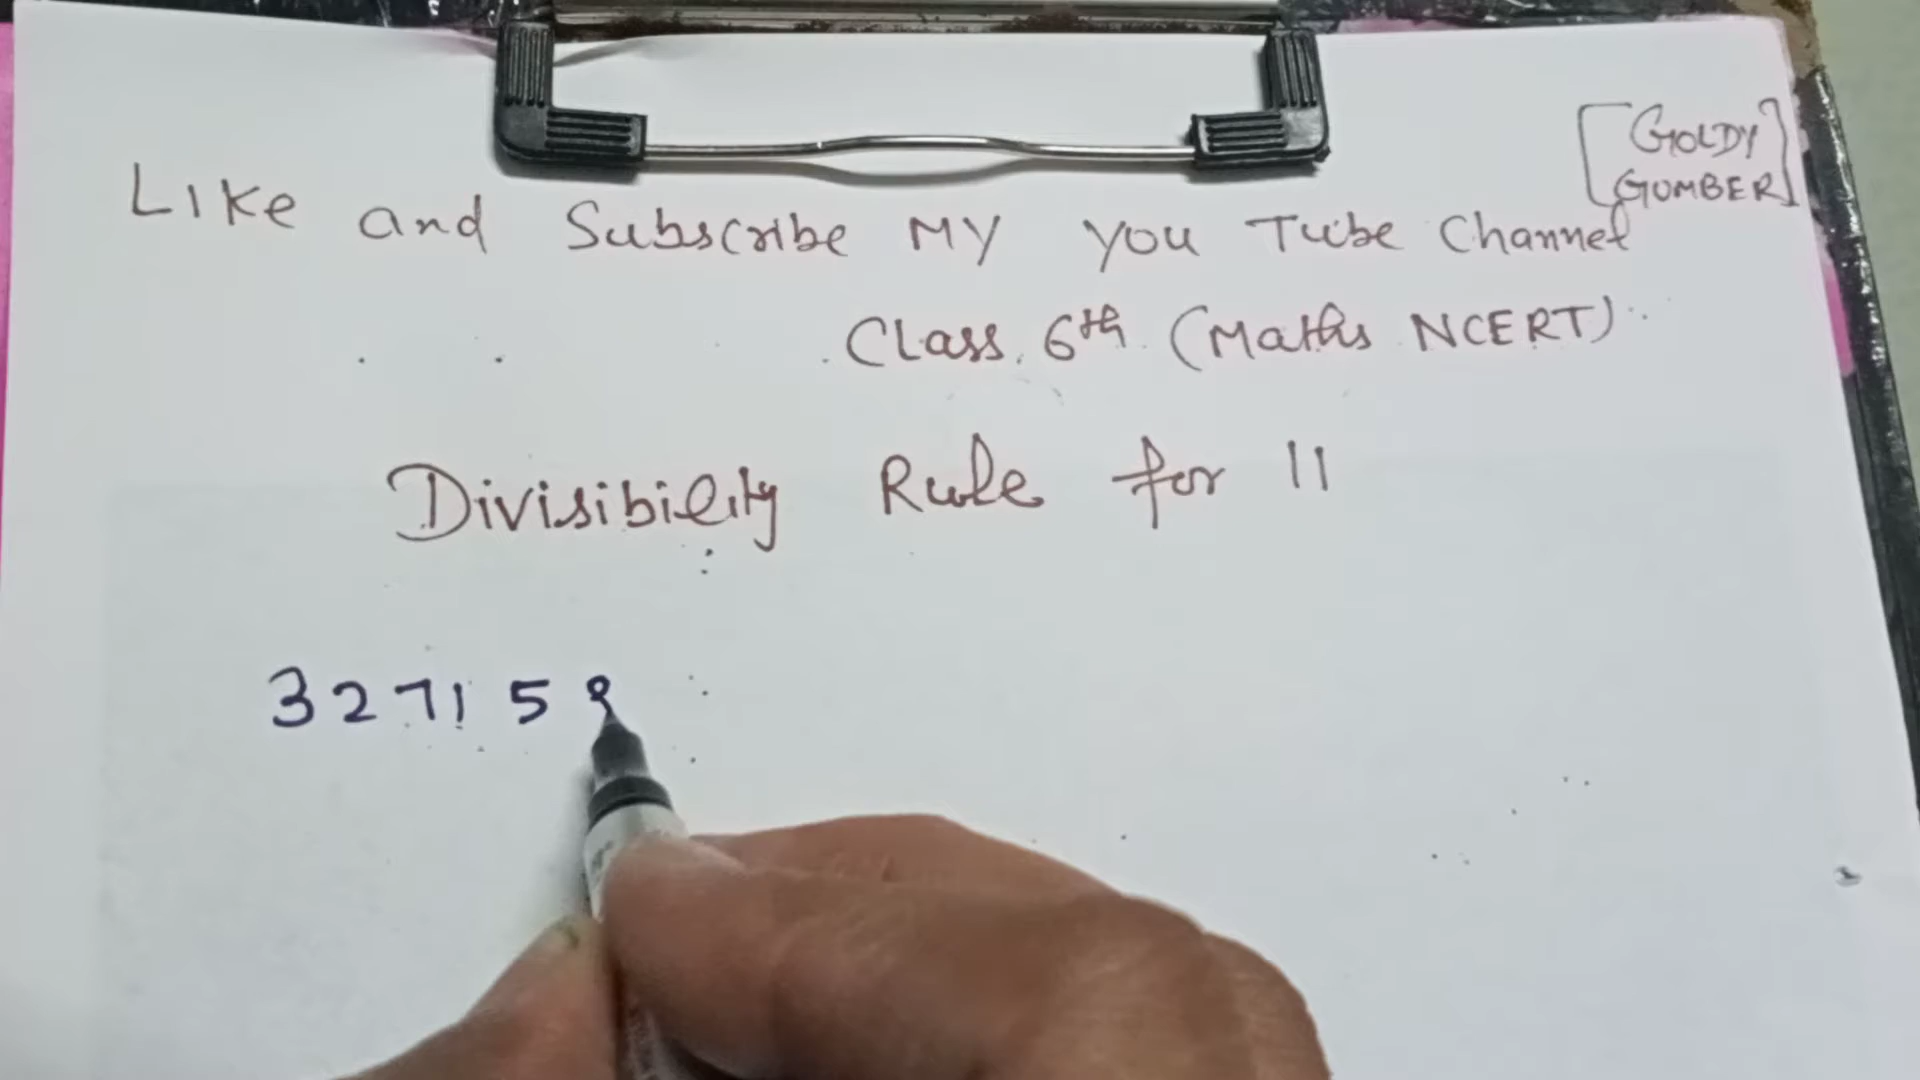 [GOLDY
GUMBER]
Like and Subscribe My you Tube Channel
Class 6th (Maths NCERT)
Divisibility Rule for 11
32715